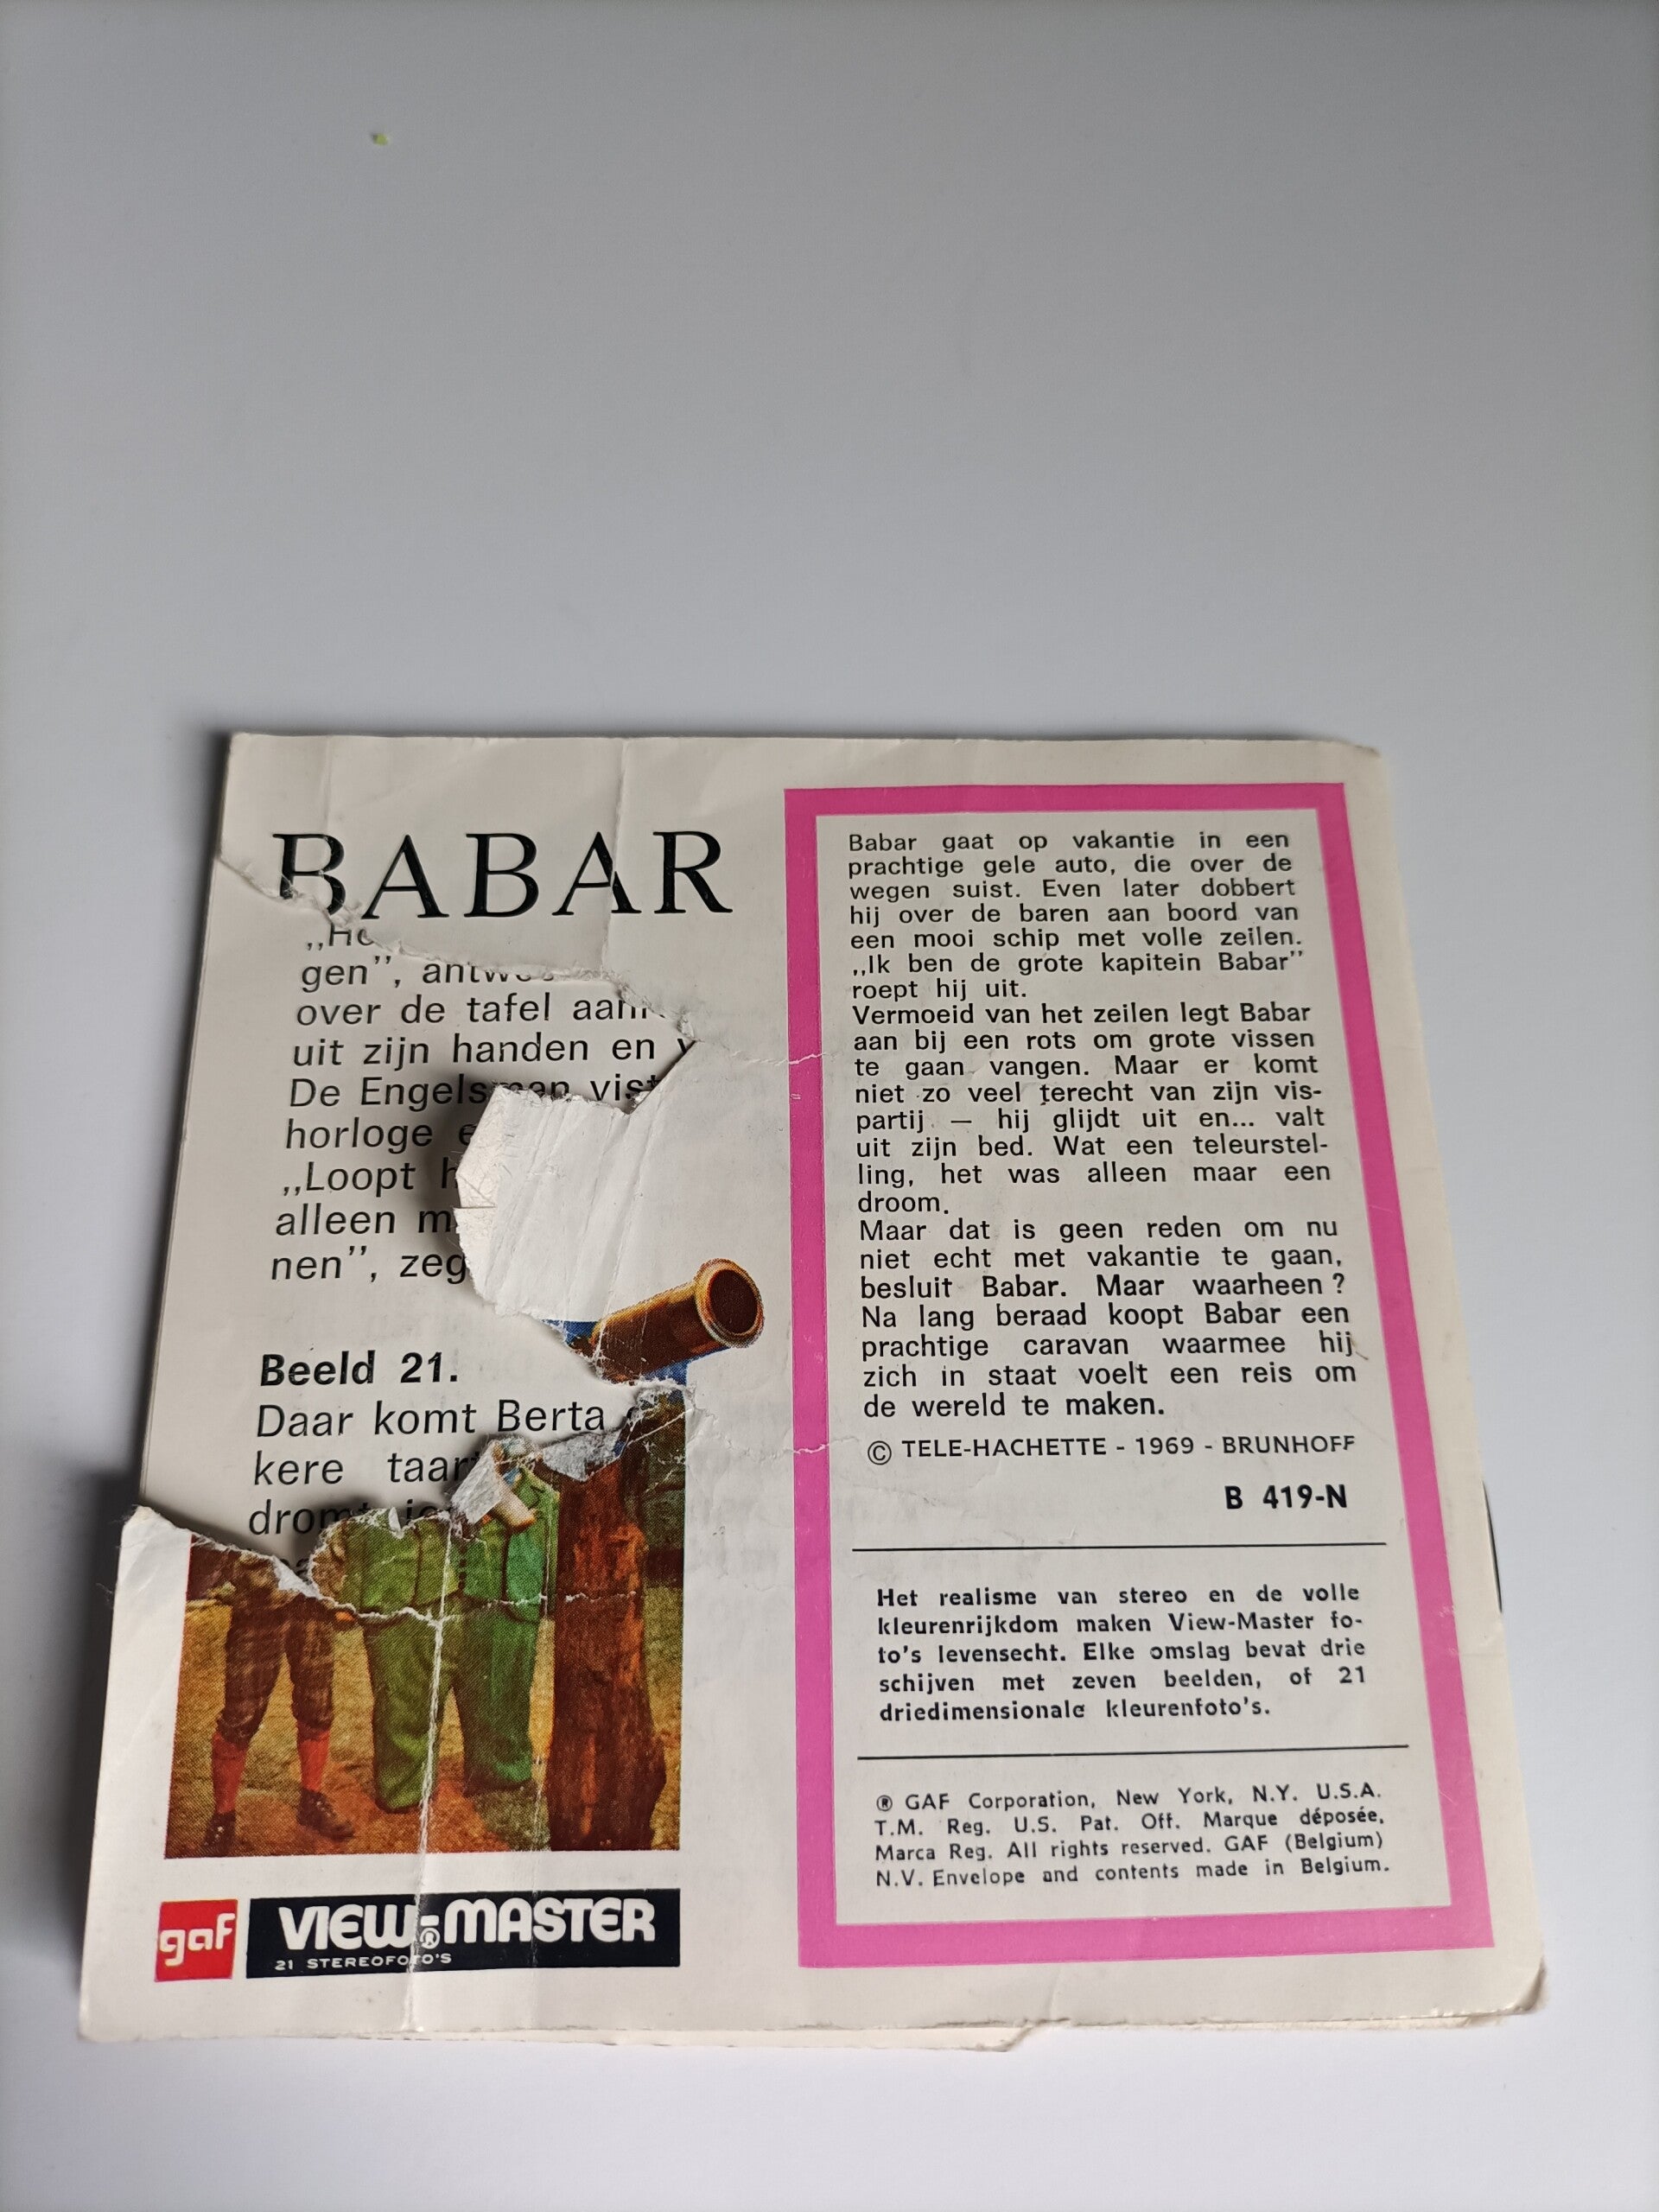 BABAR
gen”,
over de tafel
uit zijn handen en
De Engelsman
horloge
„Loopt
alleen
nen”,
Beeld 21.
Daar komt Berta
kere
gaf VIEW-MASTER®
21 STEREOFOTO'S
Babar gaat op vakantie in een
prachtige gele auto, die over de
wegen suist. Even later dobbert
hij over de baren aan boord van
een mooi schip met volle zeilen.
„Ik ben de grote kapitein Babar”
roept hij uit.
Vermoeid van het zeilen legt Babar
aan bij een rots om grote vissen
te gaan vangen. Maar er komt
niet zo veel terecht van zijn vis-
partij — hij glijdt uit en... valt
uit zijn bed. Wat een teleurstel-
ling, het was alleen maar een
droom.
Maar dat is geen reden om nu
niet echt met vakantie te gaan,
besluit Babar. Maar waarheen ?
Na lang beraad koopt Babar een
prachtige caravan waarmee hij
zich in staat voelt een reis om
de wereld te maken.
© TELE-HACHETTE - 1969 - BRUNHOFF
B 419-N
Het realisme van stereo en de volle
kleurenrijkdom maken View-Master fo-
to's levensecht. Elke omslag bevat drie
schijven met zeven beelden, of 21
driedimensionale kleurenfoto's.
® GAF Corporation, New York, N.Y. U.S.A.
T.M. Reg. U.S. Pat. Off. Marque déposée,
Marca Reg. All rights reserved. GAF (Belgium)
N.V. Envelope and contents made in Belgium.